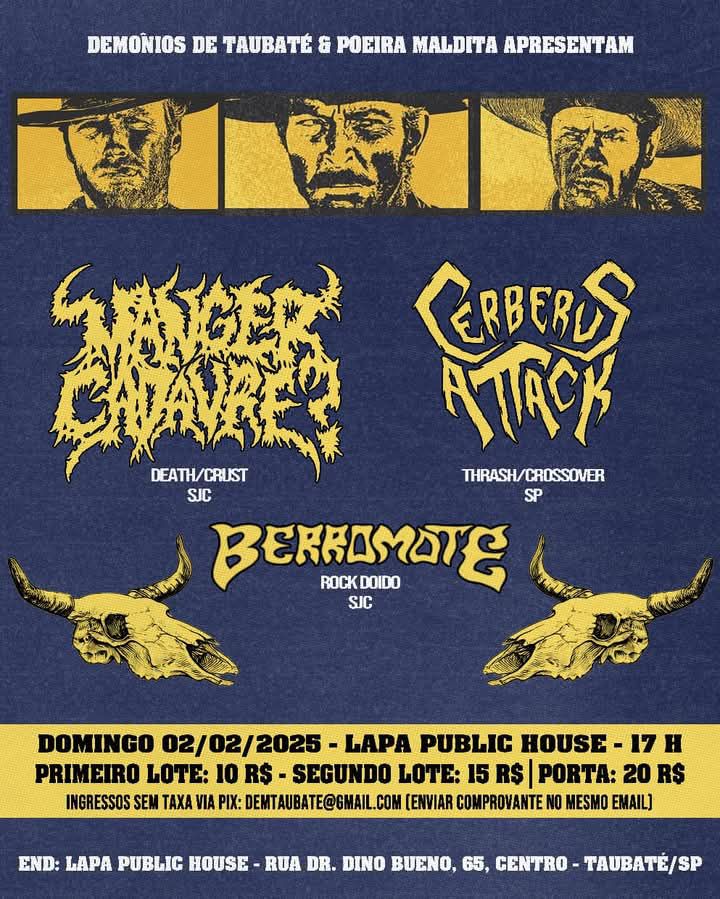 DEMÔNIOS DE TAUBATÉ & POEIRA MALDITA APRESENTAM
MANGER
CADAVRE?
DEATH/CRUST
SJC
CERBERUS
ATTACK
THRASH/CROSSOVER
SP
BERROMOTE
ROCK DOIDO
SJC
DOMINGO 02/02/2025 - LAPA PUBLIC HOUSE - 17 H
PRIMEIRO LOTE: 10 R$ - SEGUNDO LOTE: 15 R$ | PORTA: 20 R$
INGRESSOS SEM TAXA VIA PIX: DEMTAUBATE@GMAIL.COM (ENVIAR COMPROVANTE NO MESMO EMAIL)
END: LAPA PUBLIC HOUSE - RUA DR. DINO BUENO, 65, CENTRO - TAUBATÉ/SP